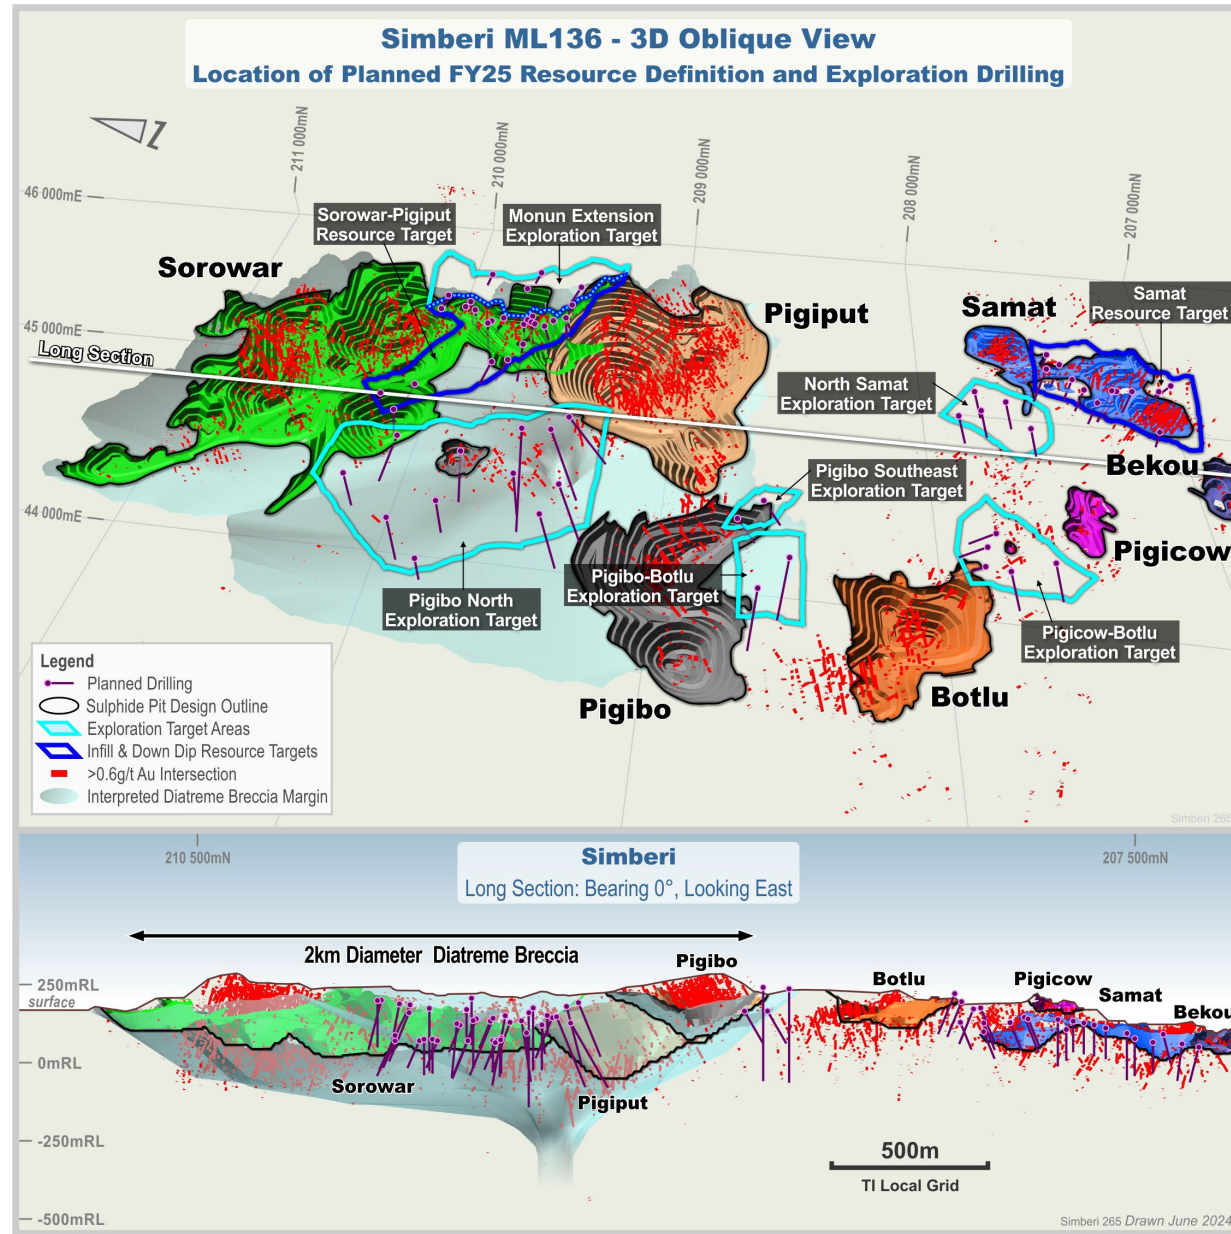 Simberi ML136 - 3D Oblique View
Location of Planned FY25 Resource Definition and Exploration Drilling
Z
211 000mN
210 000mN
209 000mN
208 000mN
207 000mN
46 000mE
45 000mE
44 000mE
Sorowar-Pigiput
Resource Target
Monun Extension
Exploration Target
Sorowar
Pigiput
Samat
Samat
Resource Target
Long Section
North Samat
Exploration Target
Bekou
Pigibo Southeast
Exploration Target
Pigicow
Pigibo-Botlu
Exploration Target
Pigibo North
Exploration Target
Pigicow-Botlu
Exploration Target
Pigibo
Botlu
Legend
Planned Drilling
Sulphide Pit Design Outline
Exploration Target Areas
Infill & Down Dip Resource Targets
>0.6g/t Au Intersection
Interpreted Diatreme Breccia Margin
Simberi 265
210 500mN
207 500mN
Simberi
Long Section: Bearing 0°, Looking East
2km Diameter Diatreme Breccia
Pigibo
Botlu
Pigicow
Samat
Bekou
250mRL
surface
0mRL
Sorowar
Pigiput
-250mRL
500m
TI Local Grid
-500mRL
Simberi 265 Drawn June 2024